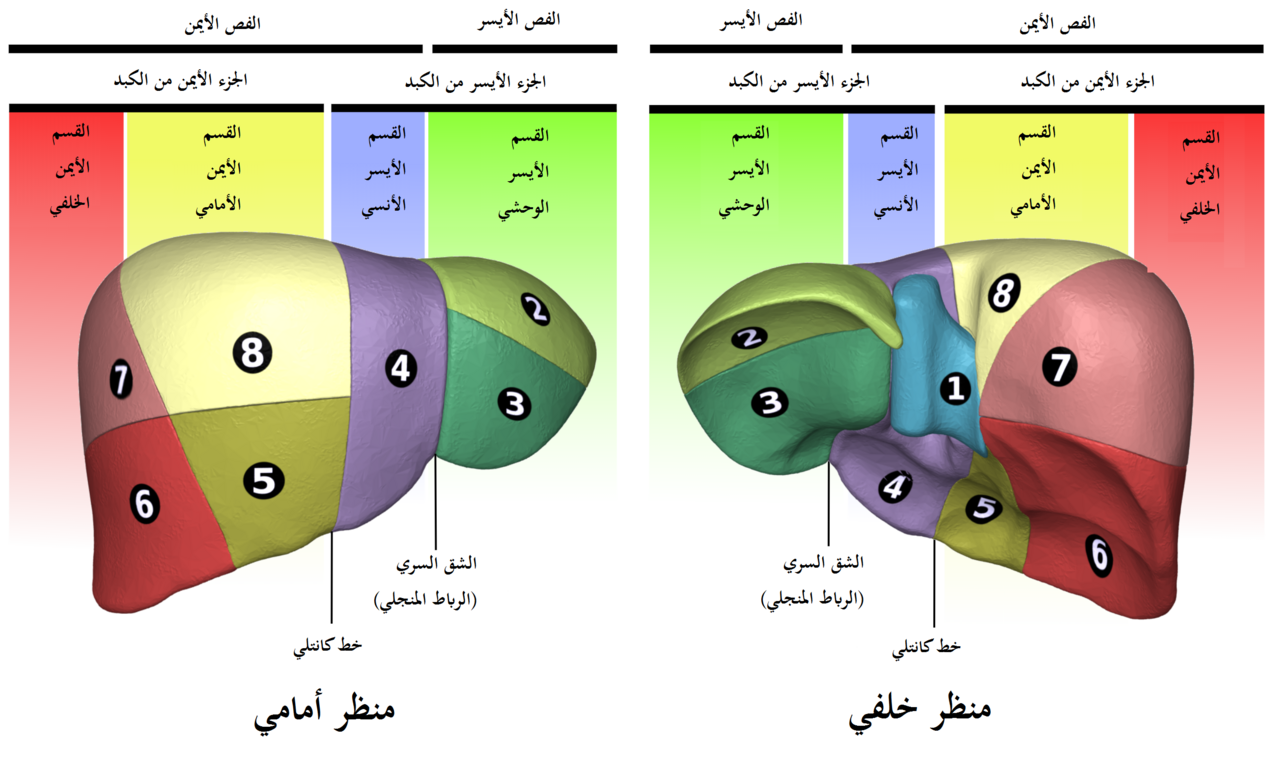 الفص الأيمن
الفص الأيسر
الجزء الأيمن من الكبد
الجزء الأيسر من الكبد
القسم
الأيمن
الخلفي
القسم
الأيمن
الأمامي
القسم
الأيسر
الأنسي
القسم
الأيسر
الوحشي
7
8
4
2
3
6
5
الشق السري
(الرباط المنجلي)
خط كانتلي
منظر أمامي
الفص الأيسر
الفص الأيمن
الجزء الأيسر من الكبد
الجزء الأيمن من الكبد
القسم
الأيسر
الوحشي
القسم
الأيسر
الأنسي
القسم
الأيمن
الأمامي
القسم
الأيمن
الخلفي
2
3
1
8
7
4
5
6
الشق السري
(الرباط المنجلي)
خط كانتلي
منظر خلفي